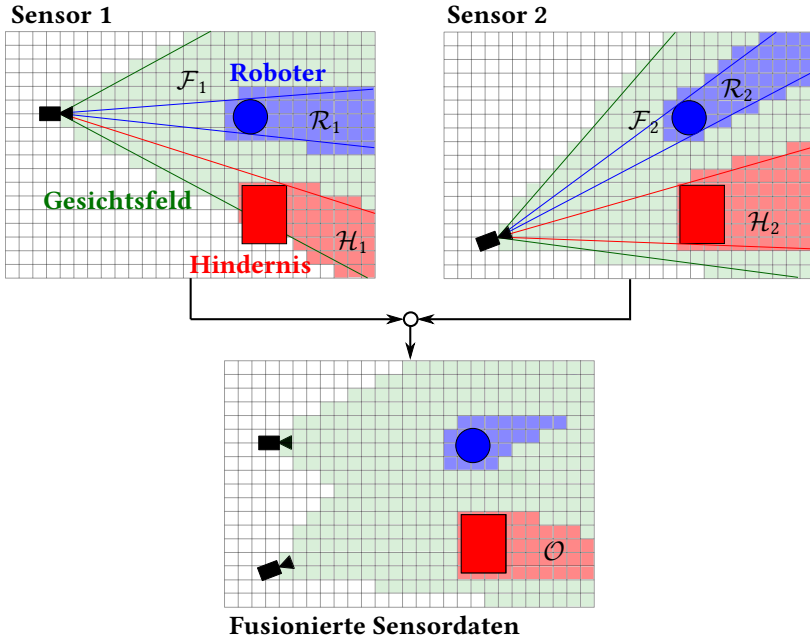 Sensor 1
Sensor 2
Roboter
ℱ₁
ℛ₁
ℛ₂
ℱ₂
Gesichtsfeld
ℋ₁
ℋ₂
Hindernis
𝒪
Fusionierte Sensordaten